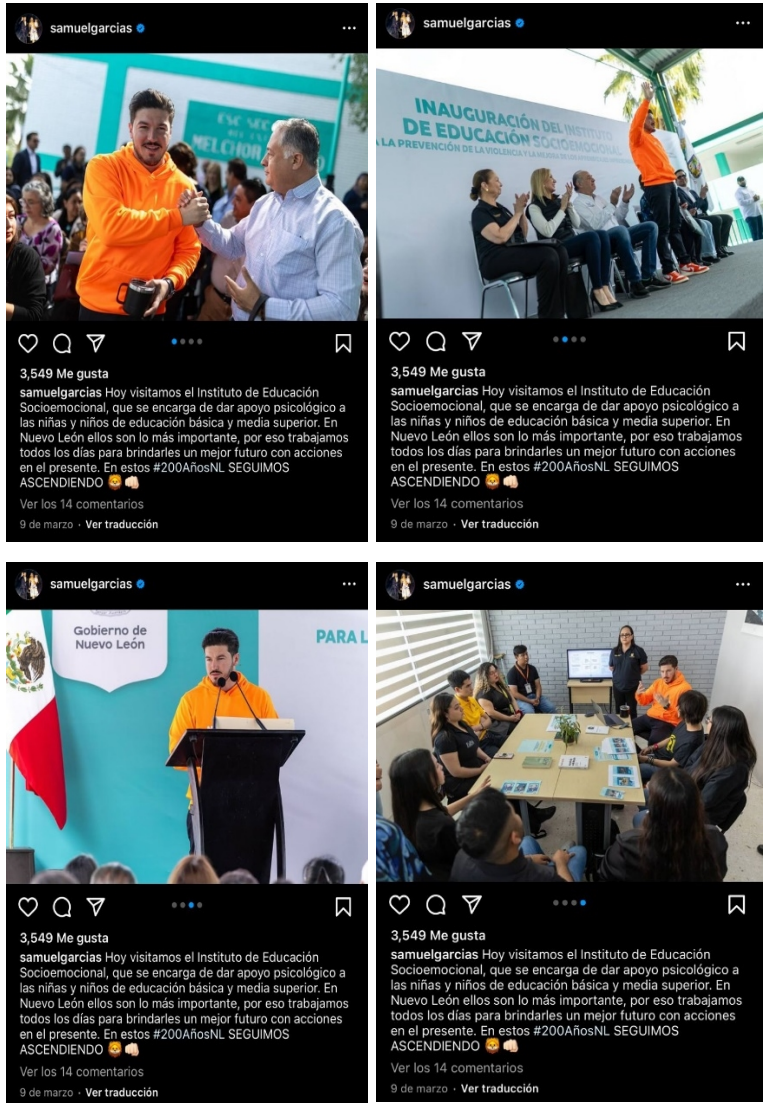 samuelgarcias
ESC SEC
MELCHOR
3,549 Me gusta
samuelgarcias Hoy visitamos el Instituto de Educación
Socioemocional, que se encarga de dar apoyo psicológico a
las niñas y niños de educación básica y media superior. En
Nuevo León ellos son lo más importante, por eso trabajamos
todos los días para brindarles un mejor futuro con acciones
en el presente. En estos #200AñosNL SEGUIMOS
ASCENDIENDO 🦁👊🏻
Ver los 14 comentarios
9 de marzo · Ver traducción
samuelgarcias
INAUGURACIÓN DEL INSTITUTO
DE EDUCACIÓN SOCIOEMOCIONAL
LA PREVENCIÓN DE LA VIOLENCIA Y LA MEJORA DE LOS
3,549 Me gusta
samuelgarcias Hoy visitamos el Instituto de Educación
Socioemocional, que se encarga de dar apoyo psicológico a
las niñas y niños de educación básica y media superior. En
Nuevo León ellos son lo más importante, por eso trabajamos
todos los días para brindarles un mejor futuro con acciones
en el presente. En estos #200AñosNL SEGUIMOS
ASCENDIENDO 🦁👊🏻
Ver los 14 comentarios
9 de marzo · Ver traducción
samuelgarcias
Gobierno de
Nuevo León
PARA L
3,549 Me gusta
samuelgarcias Hoy visitamos el Instituto de Educación
Socioemocional, que se encarga de dar apoyo psicológico a
las niñas y niños de educación básica y media superior. En
Nuevo León ellos son lo más importante, por eso trabajamos
todos los días para brindarles un mejor futuro con acciones
en el presente. En estos #200AñosNL SEGUIMOS
ASCENDIENDO 🦁👊🏻
Ver los 14 comentarios
9 de marzo · Ver traducción
samuelgarcias
3,549 Me gusta
samuelgarcias Hoy visitamos el Instituto de Educación
Socioemocional, que se encarga de dar apoyo psicológico a
las niñas y niños de educación básica y media superior. En
Nuevo León ellos son lo más importante, por eso trabajamos
todos los días para brindarles un mejor futuro con acciones
en el presente. En estos #200AñosNL SEGUIMOS
ASCENDIENDO 🦁👊🏻
Ver los 14 comentarios
9 de marzo · Ver traducción